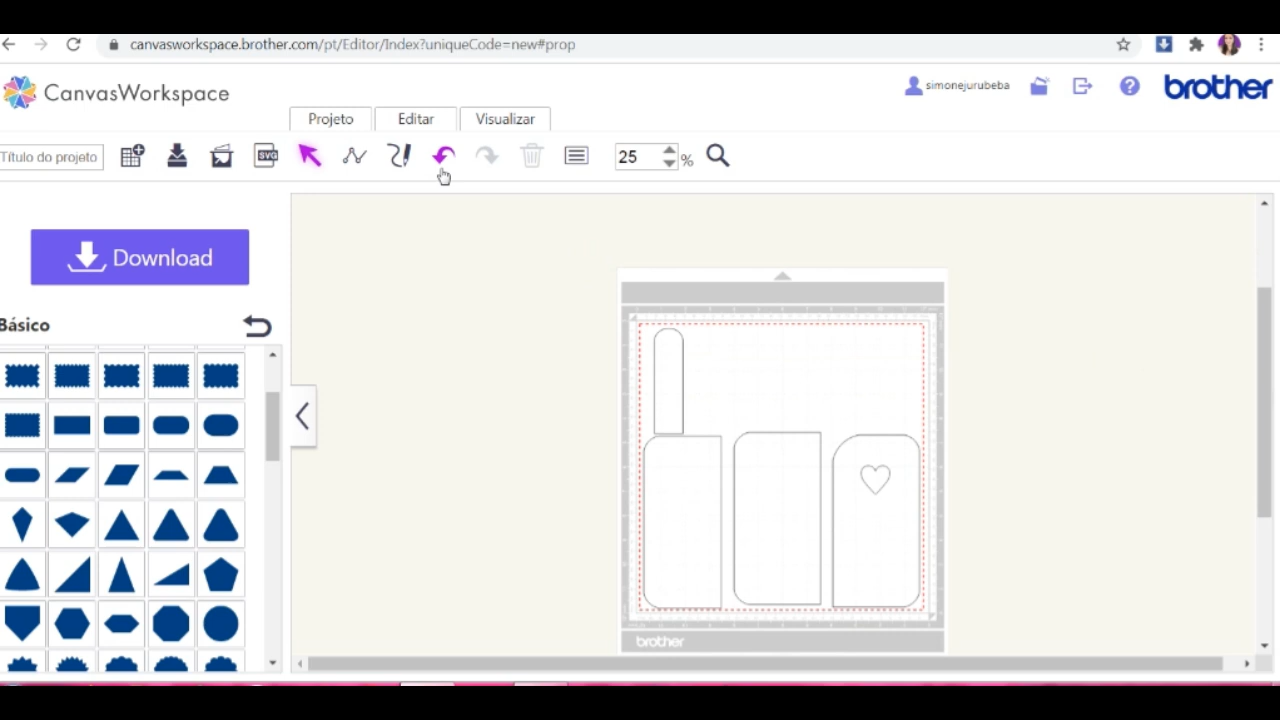 canvasworkspace.brother.com/pt/Editor/Index?uniqueCode=new#prop
CanvasWorkspace
simonejurubeba
brother
Projeto
Editar
Visualizar
Título do projeto
SVG
25
%
Download
Básico
brother